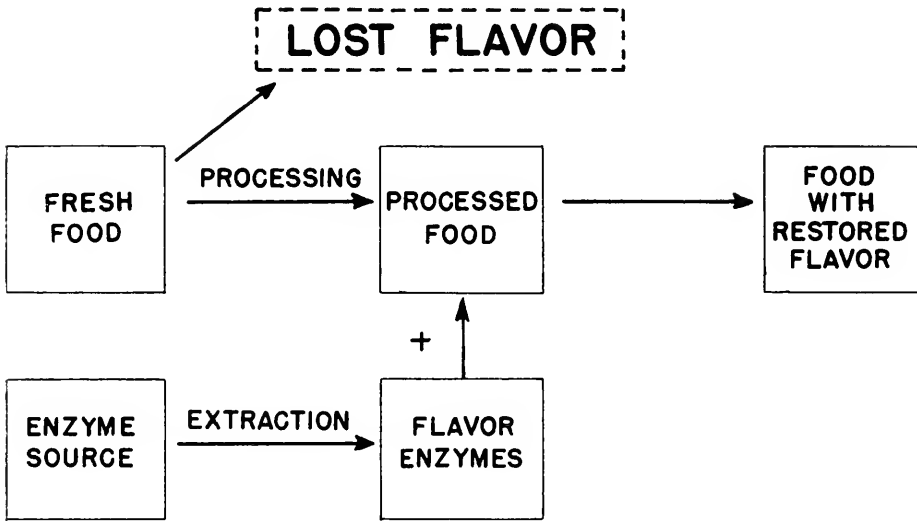 LOST FLAVOR
FRESH
FOOD
PROCESSING
PROCESSED
FOOD
FOOD
WITH
RESTORED
FLAVOR
+
ENZYME
SOURCE
EXTRACTION
FLAVOR
ENZYMES